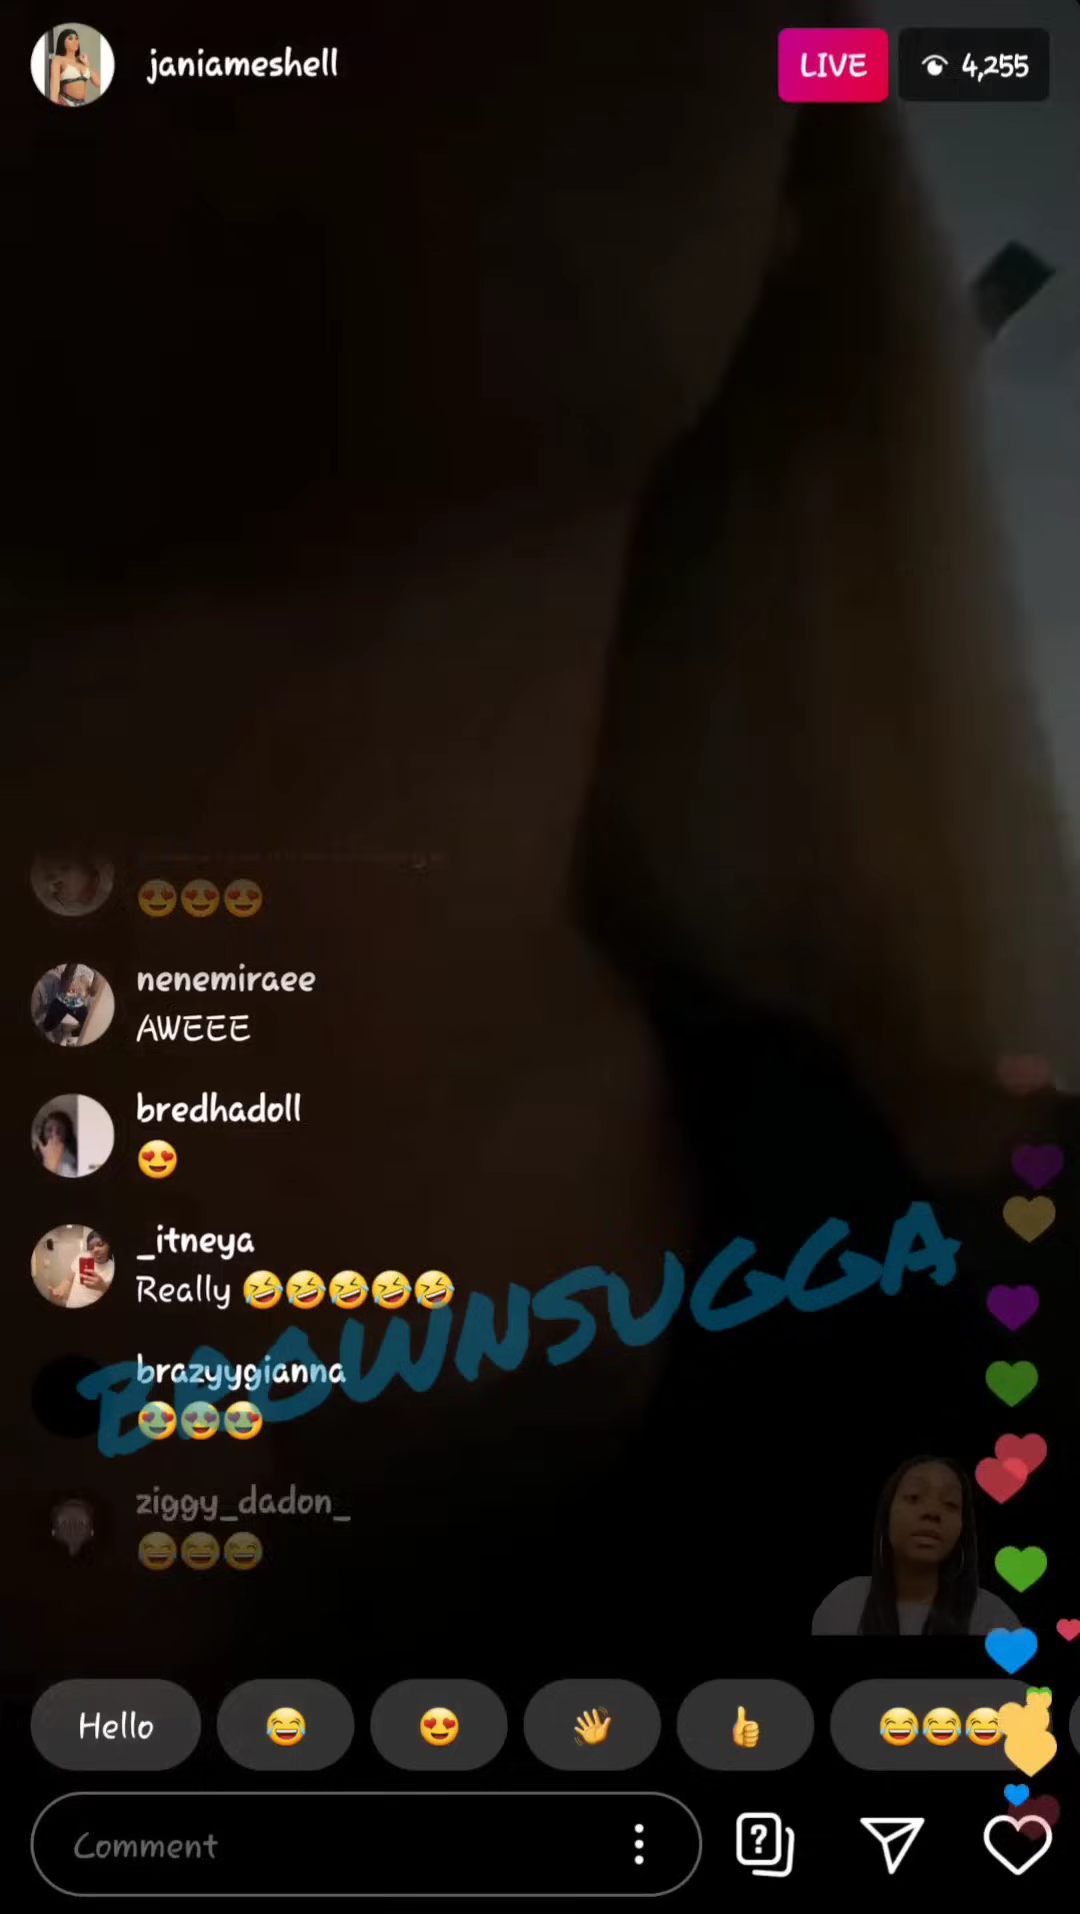 janiameshell
LIVE 4,255
😍😍😍
nenemiraee
AWEEE
bredhadoll
😍
_itneya
Really 🤣🤣🤣🤣🤣
BROWNSUGGA
brazyygianna
😍😍😍
ziggy_dadon_
😂😂😂
Hello 😂 😍 👋 👍 😂😂😂
Comment